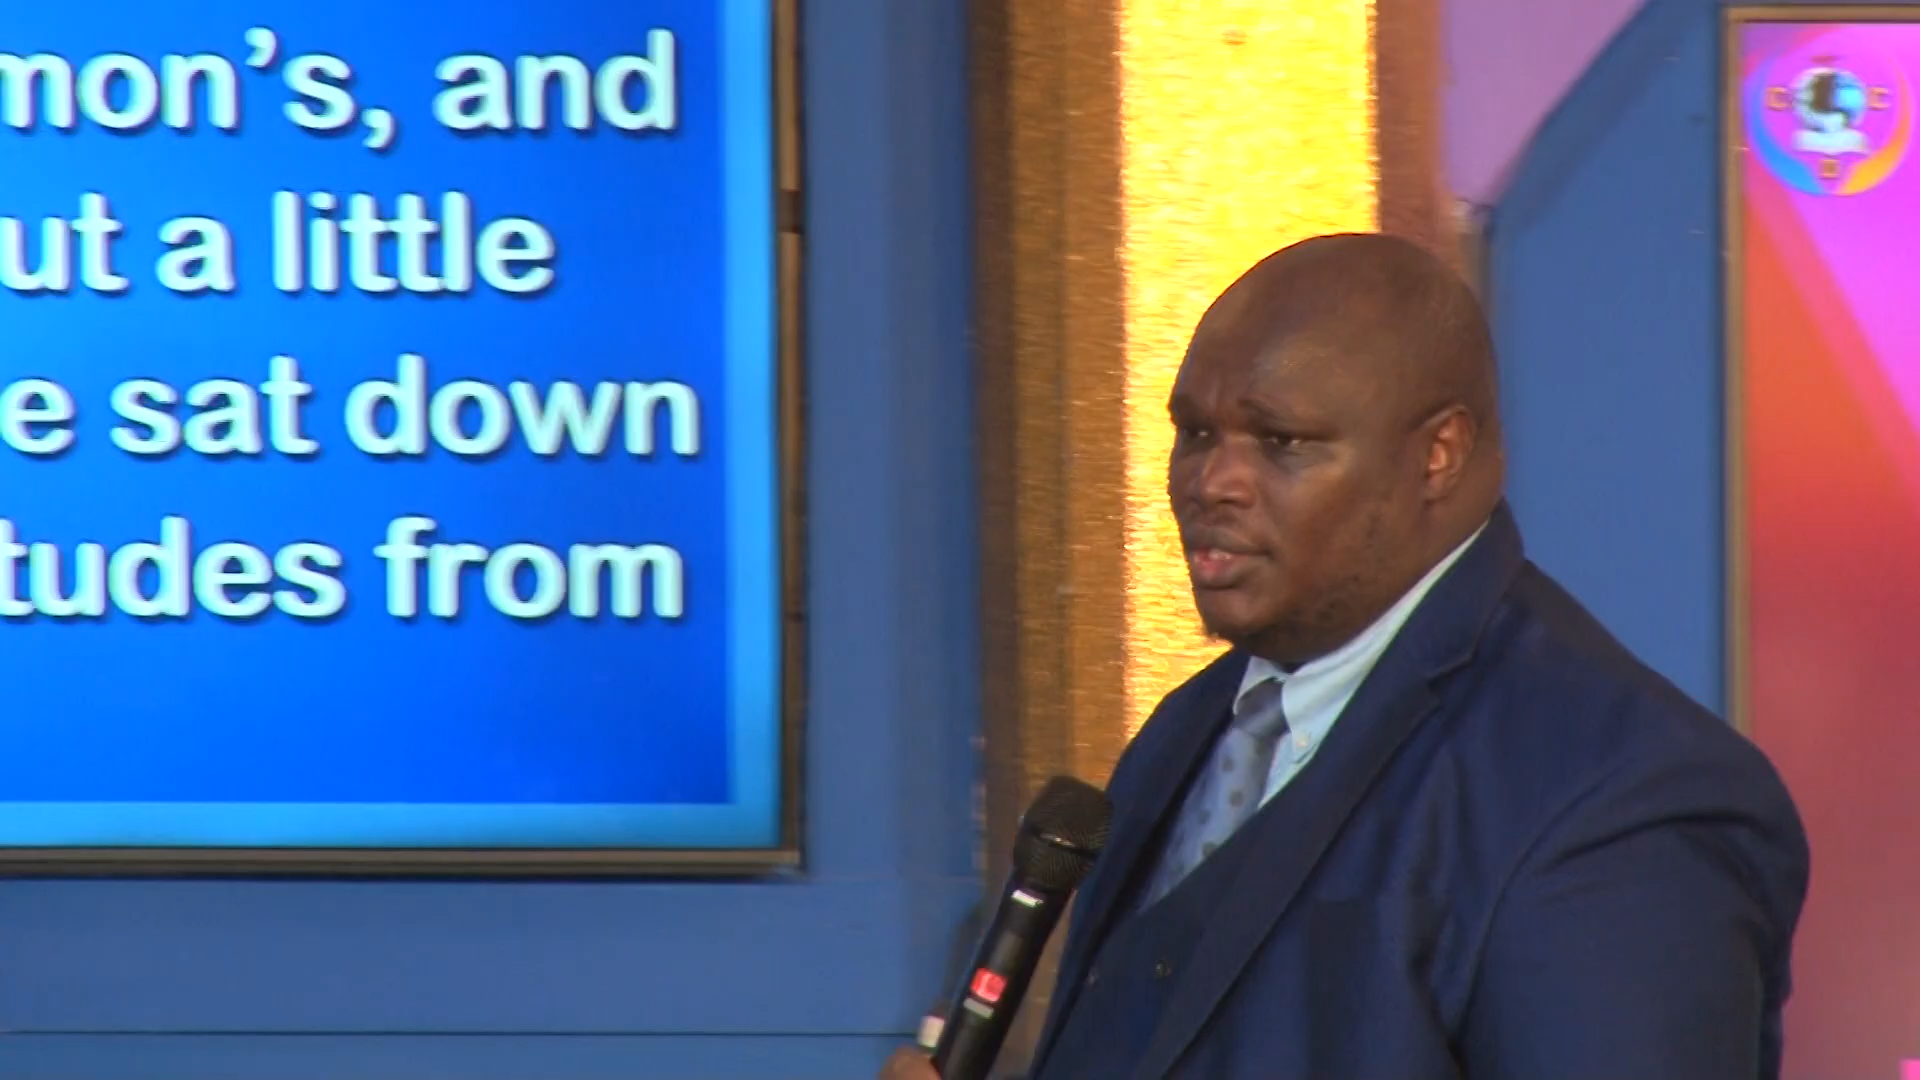 mon’s, and
ut a little
e sat down
tudes from